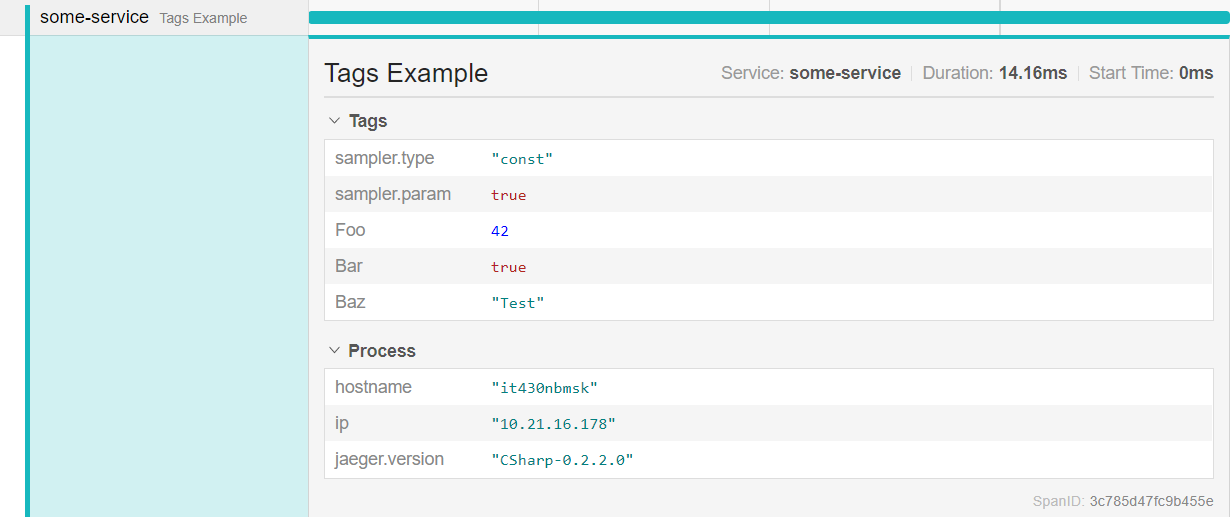 some-service Tags Example
Tags Example Service: some-service Duration: 14.16ms Start Time: 0ms
Tags
sampler.type "const"
sampler.param true
Foo 42
Bar true
Baz "Test"
Process
hostname "it430nbmsk"
ip "10.21.16.178"
jaeger.version "CSharp-0.2.2.0"
SpanID: 3c785d47fc9b455e